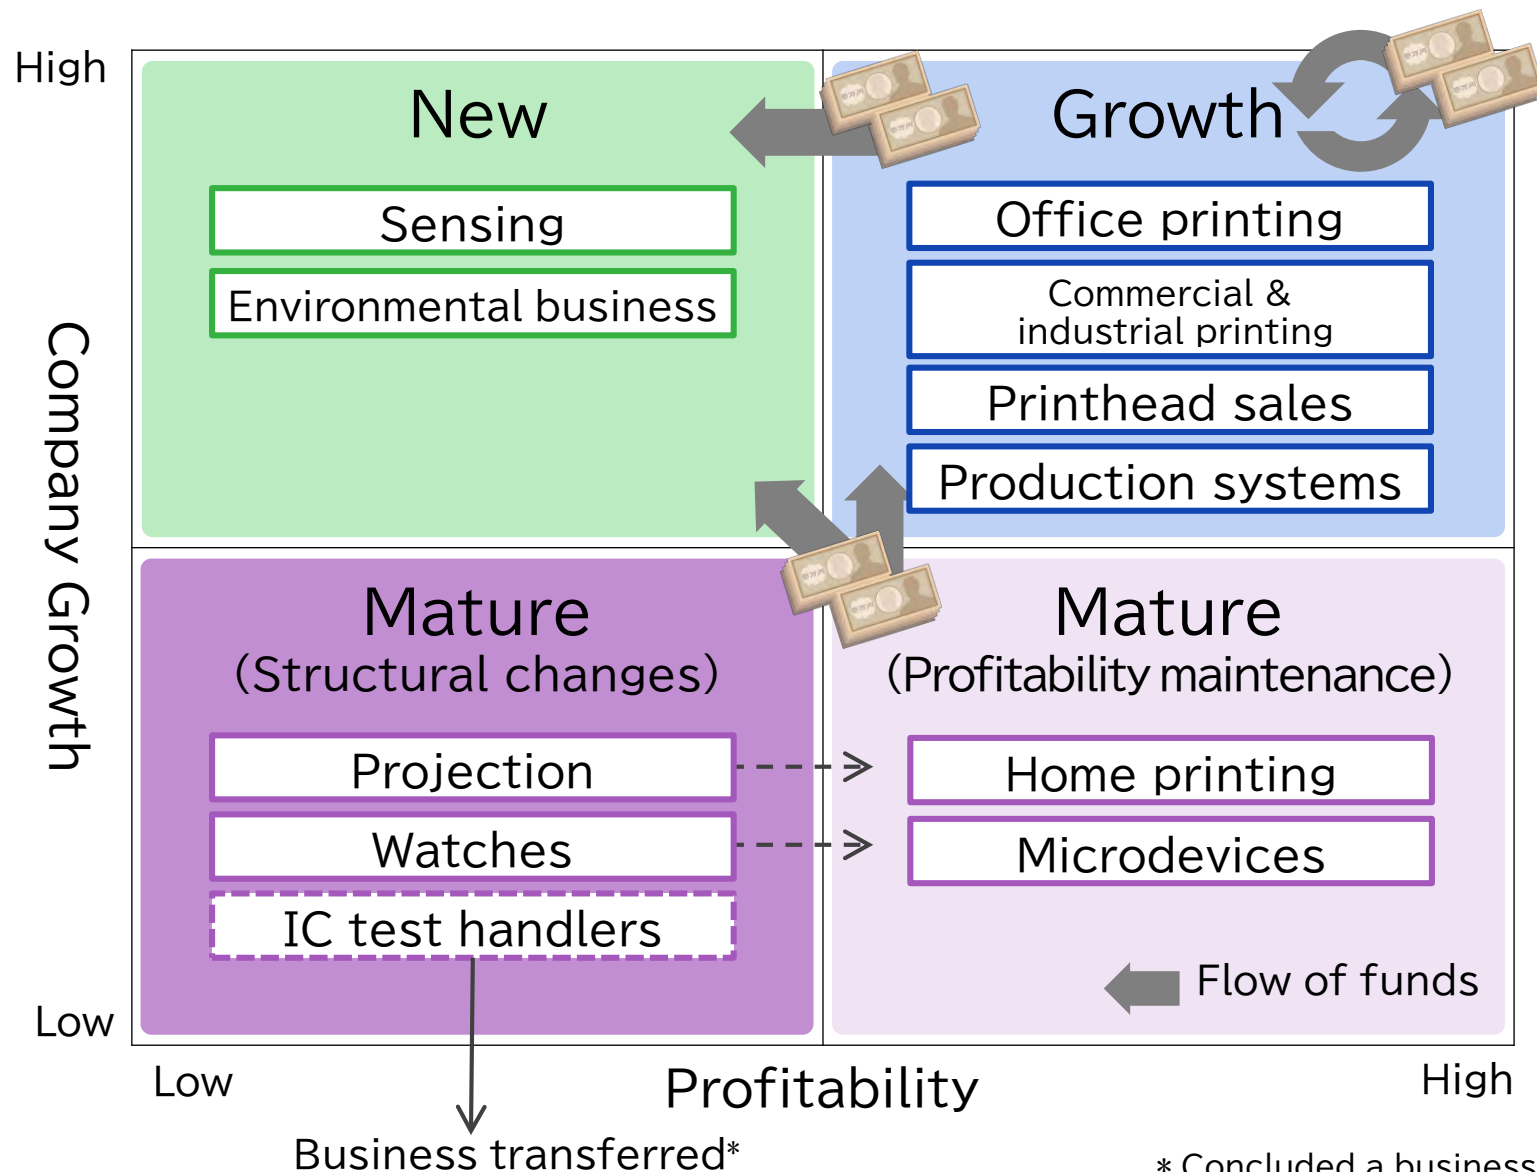 High
New
Growth
Sensing
Environmental business
Office printing
Commercial &
industrial printing
Printhead sales
Production systems
Company Growth
Mature
(Structural changes)
Mature
(Profitability maintenance)
Projection
Watches
IC test handlers
Home printing
Microdevices
Flow of funds
Low
Low
Profitability
High
Business transferred*
* Concluded a business